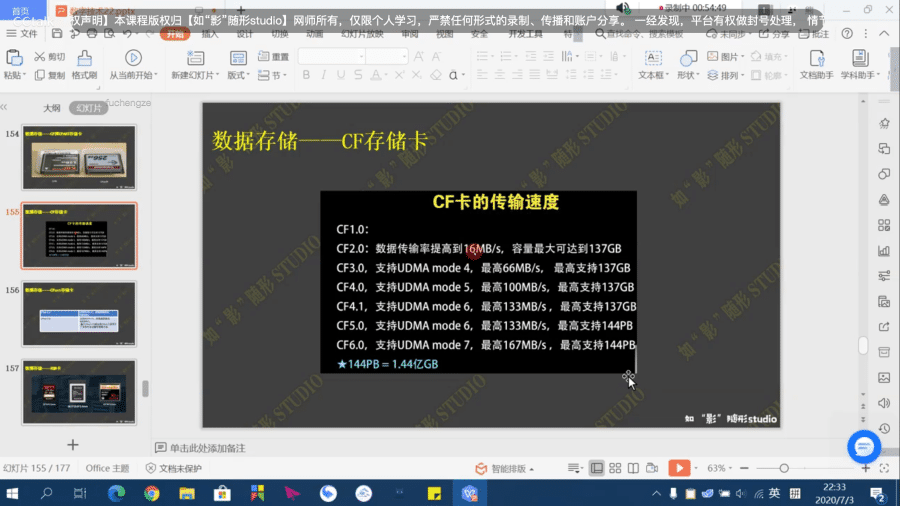 首页
权声明】本课程版权归【如“影”随形studio】网师所有，仅限个人学习，严禁任何形式的录制、传播和账户分享。一经发现，平台有权做封号处理，情节
录制中 00:54:49
文件
开始
插入
设计
切换
动画
幻灯片放映
审阅
视图
安全
开发工具
查找命令、搜索模板
未同步
分享
批注
粘贴
剪切
复制
格式刷
从当前开始
新建幻灯片
版式
重置
节
文本框
形状
图片
排列
填充
轮廓
文档助手
学科助手
大纲
幻灯片
fuchengze
154
155
156
157
数据存储——CF存储卡
CF卡的传输速度
CF1.0：
CF2.0：数据传输率提高到16MB/s，容量最大可达到137GB
CF3.0，支持UDMA mode 4，最高66MB/s， 最高支持137GB
CF4.0，支持UDMA mode 5，最高100MB/s，最高支持137GB
CF4.1，支持UDMA mode 6，最高133MB/s，最高支持137GB
CF5.0，支持UDMA mode 6，最高133MB/s，最高支持144PB
CF6.0，支持UDMA mode 7，最高167MB/s，最高支持144PB
★144PB = 1.44亿GB
如“影”随形studio
单击此处添加备注
幻灯片 155 / 177
Office 主题
文档未保护
智能排版
63%
英
22:33
2020/7/3
2